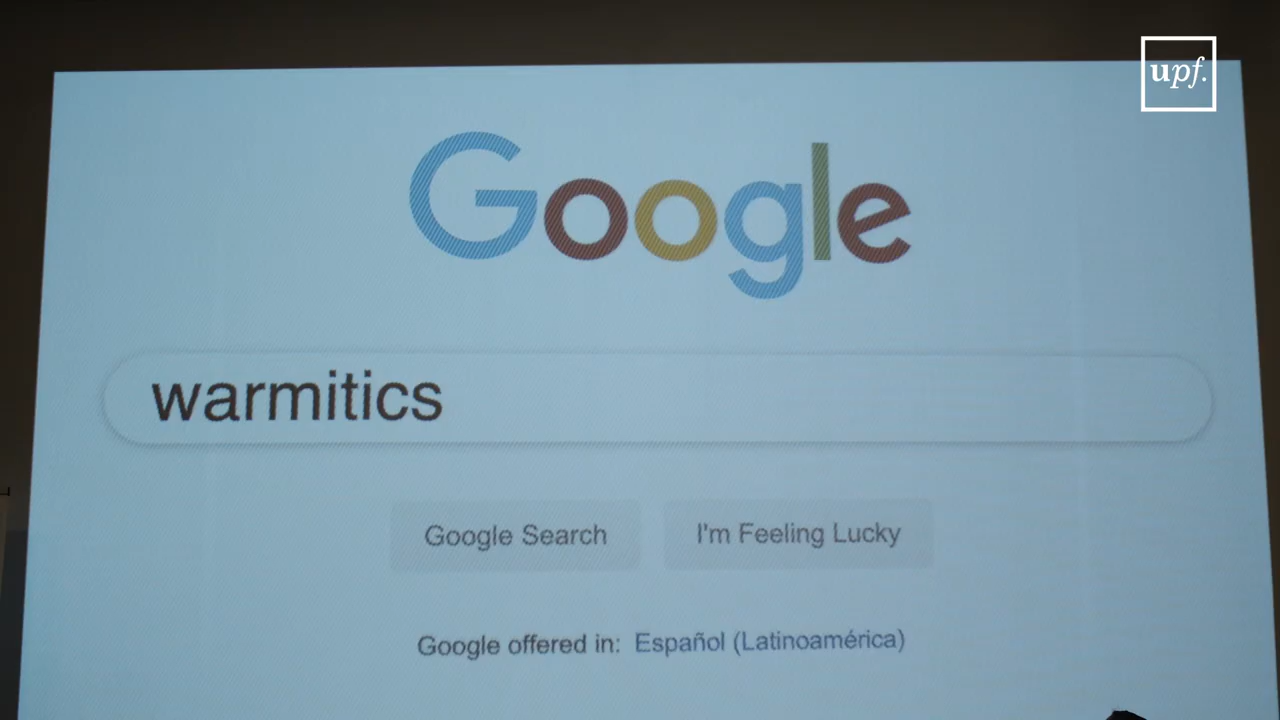 upf.
Google
warmitics
Google Search
I'm Feeling Lucky
Google offered in: Español (Latinoamérica)